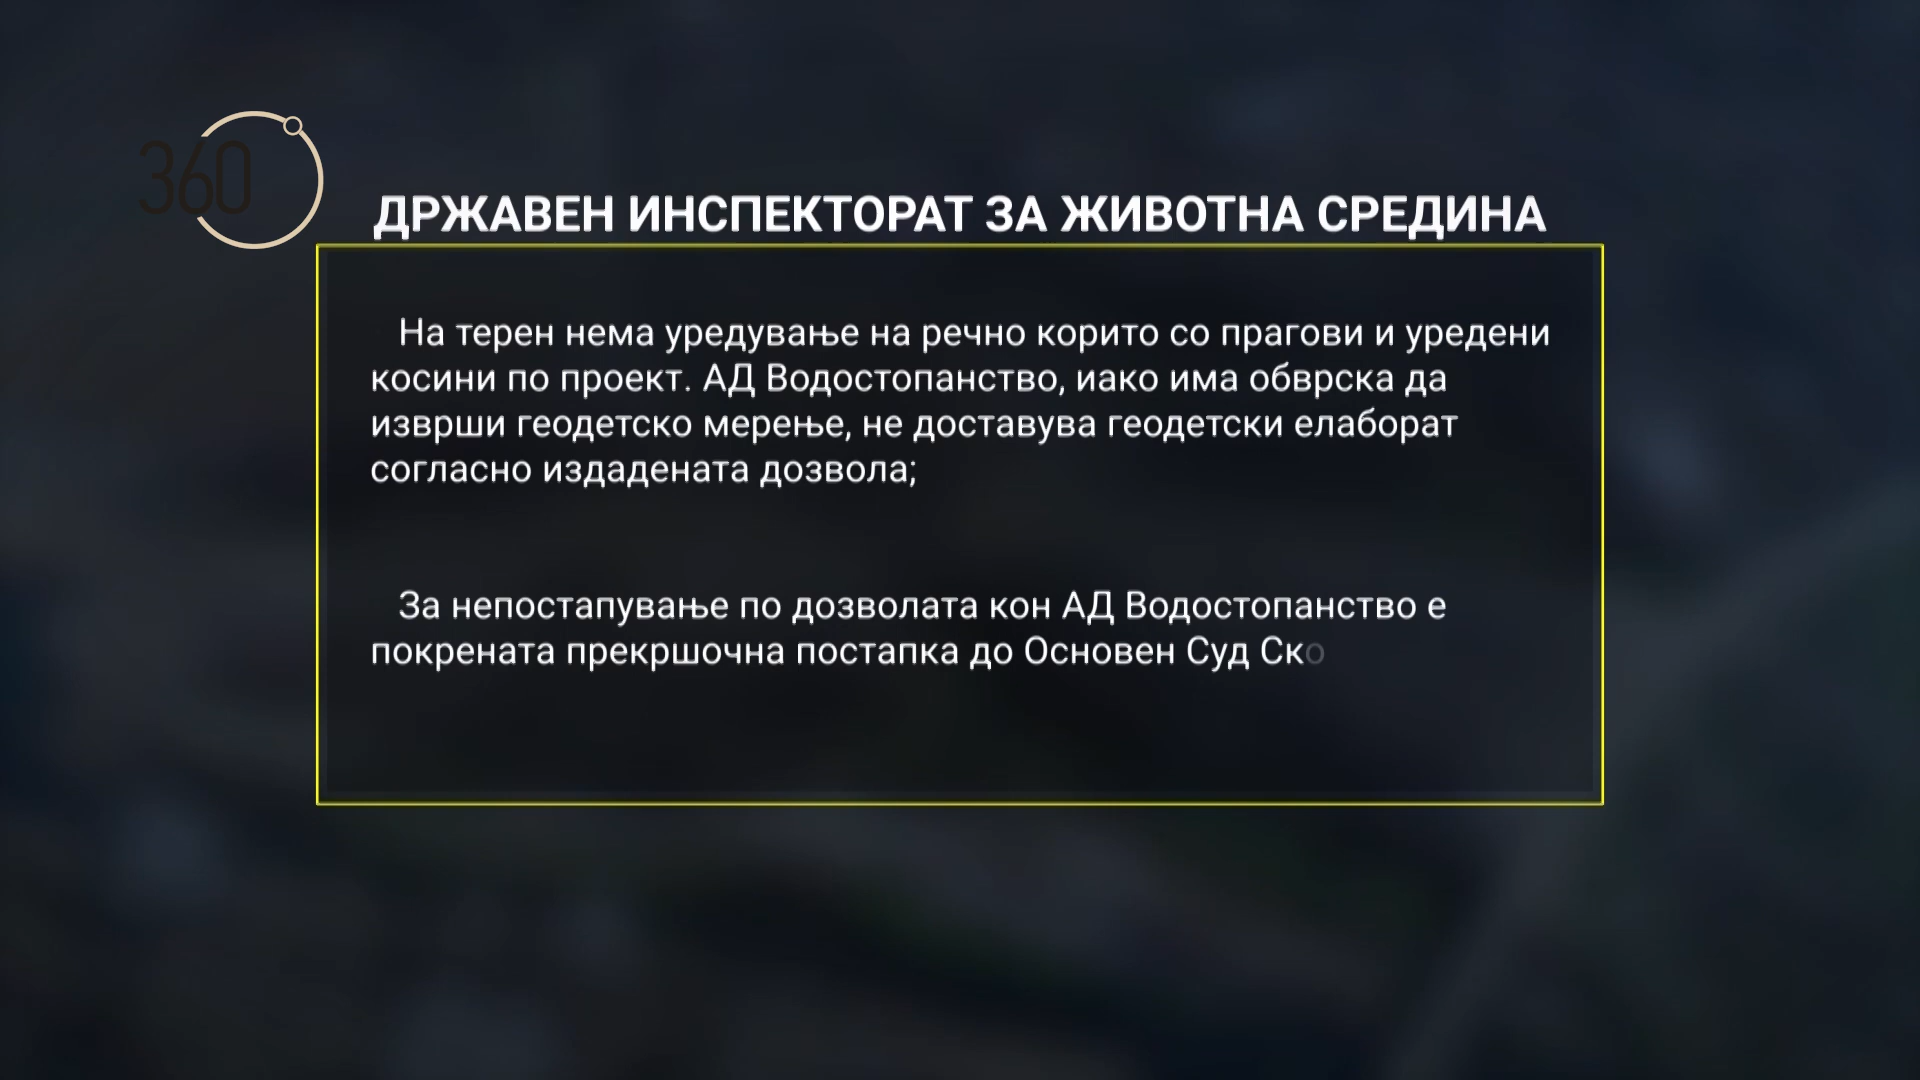 360
ДРЖАВЕН ИНСПЕКТОРАТ ЗА ЖИВОТНА СРЕДИНА
На терен нема уредување на речно корито со прагови и уредени
косини по проект. АД Водостопанство, иако има обврска да
изврши геодетско мерење, не доставува геодетски елаборат
согласно издадената дозвола;
За непостапување по дозволата кон АД Водостопанство е
покрената прекршочна постапка до Основен Суд Ско